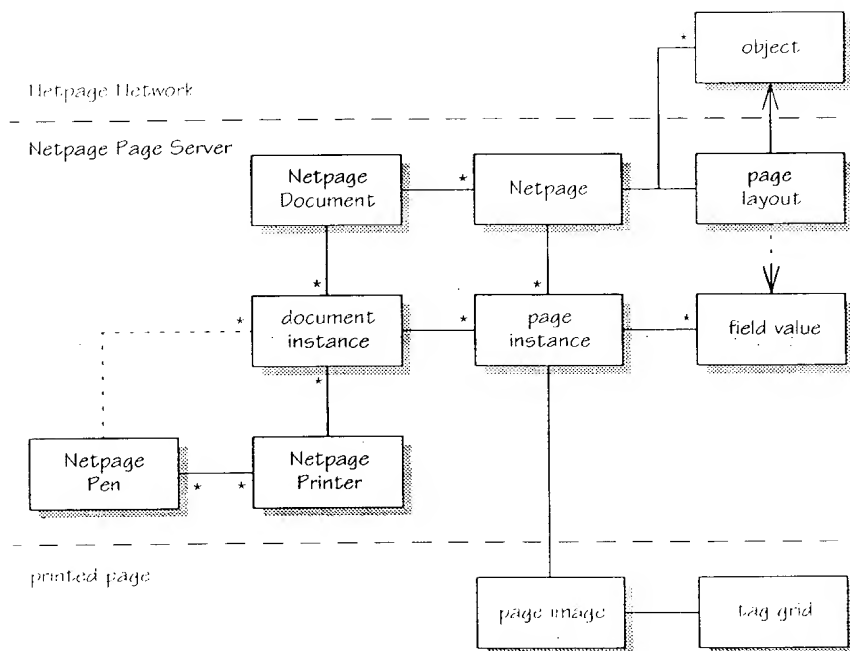 *
object
Netpage Network
Netpage Page Server
Netpage
Document
*
Netpage
page
layout
*
*
*
document
instance
*
page
instance
*
field value
*
Netpage
Pen
*
*
Netpage
Printer
printed page
page image
tag grid